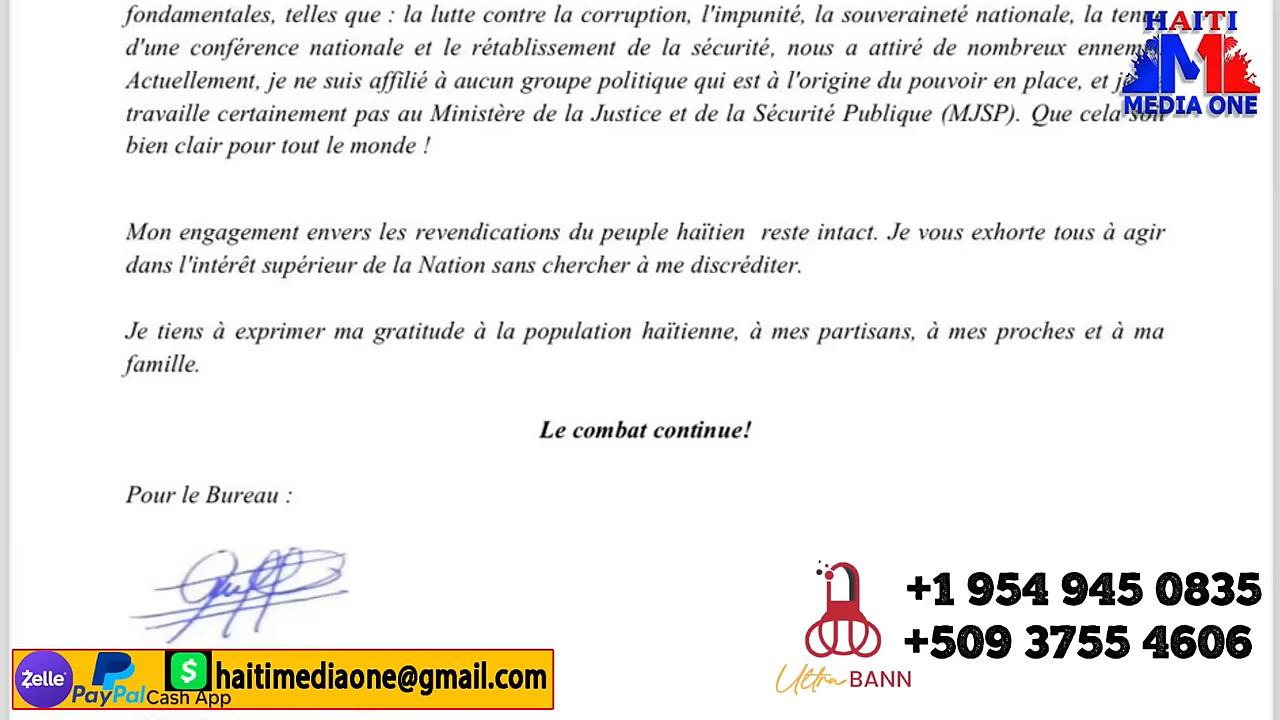 fondamentales, telles que : la lutte contre la corruption, l'impunité, la souveraineté nationale, la
d'une conférence nationale et le rétablissement de la sécurité, nous a attiré de nombreux
Actuellement, je ne suis affilié à aucun groupe politique qui est à l'origine du pouvoir en place, et
travaille certainement pas au Ministère de la Justice et de la Sécurité Publique (MJSP). Que cela soit
bien clair pour tout le monde !
HAITI
MEDIA ONE
Mon engagement envers les revendications du peuple haïtien reste intact. Je vous exhorte tous à agir
dans l'intérêt supérieur de la Nation sans chercher à me discréditer.
Je tiens à exprimer ma gratitude à la population haïtienne, à mes partisans, à mes proches et à ma
famille.
Le combat continue!
Pour le Bureau :
+1 954 945 0835
+509 3755 4606
Ultra BANN
Zelle
PayPal
$
Cash App
haitimediaone@gmail.com